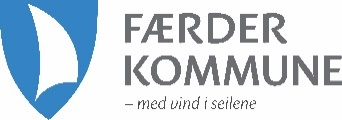 FÆRDER
KOMMUNE
– med vind i seilene